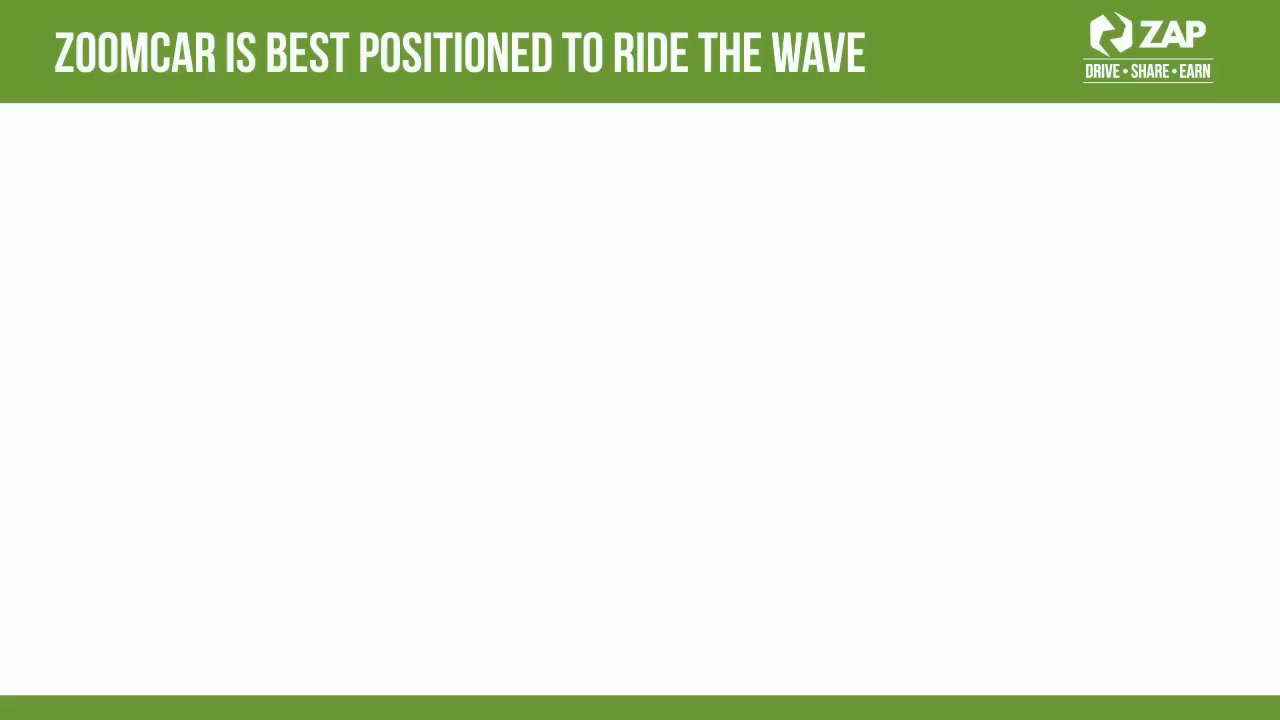 ZOOMCAR IS BEST POSITIONED TO RIDE THE WAVE
ZAP
DRIVE • SHARE • EARN